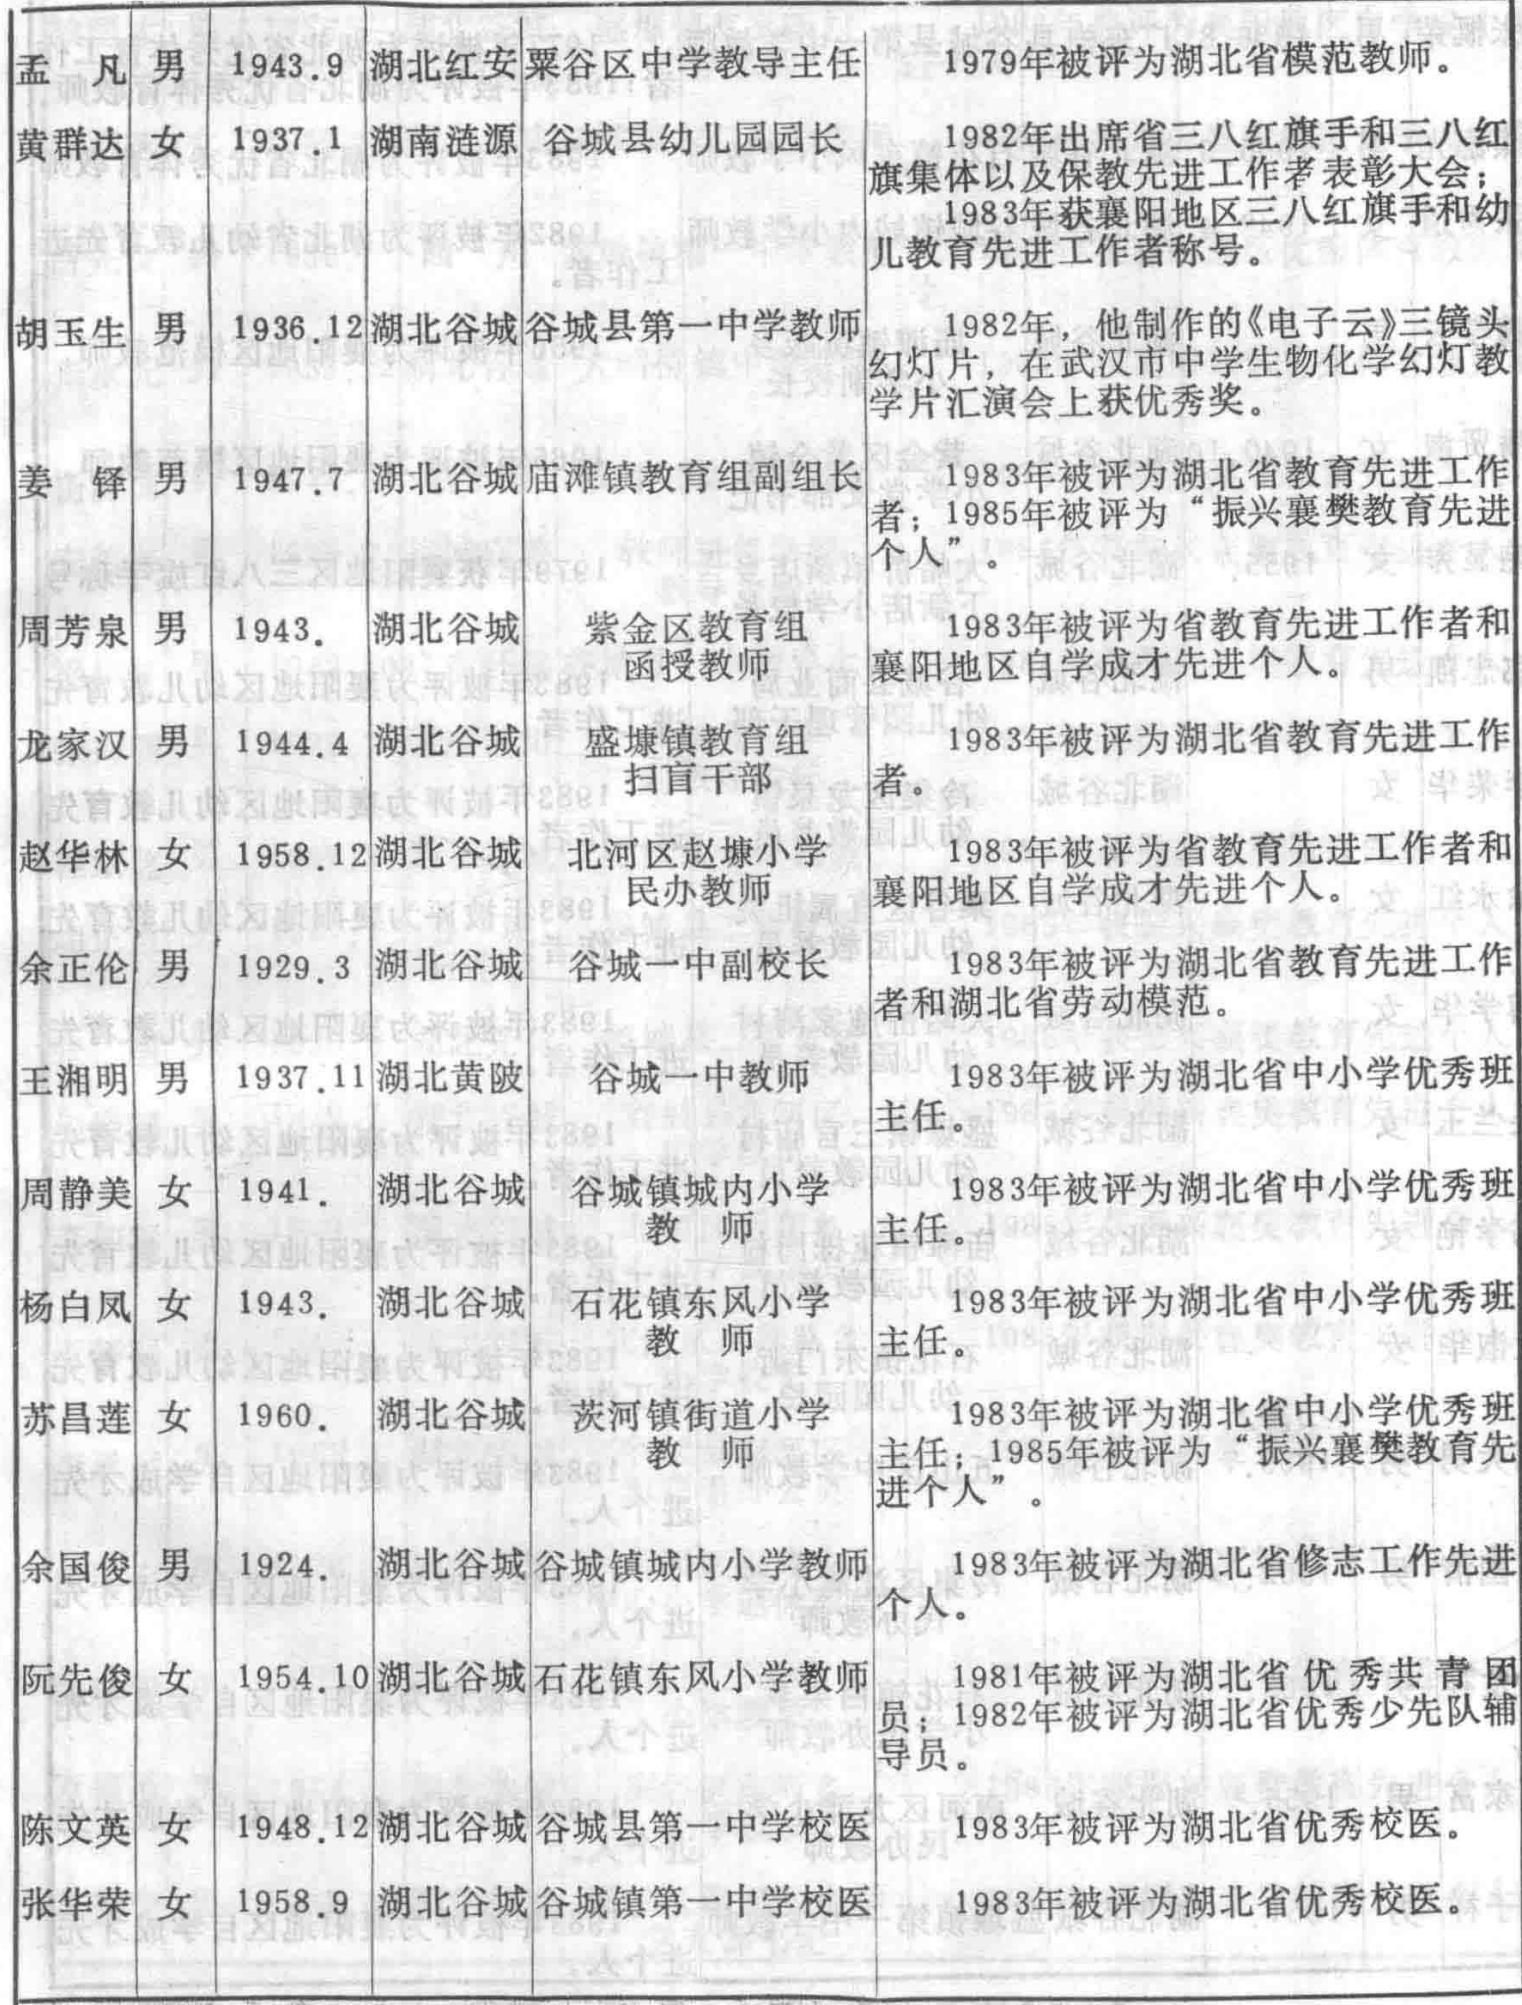 孟 凡 男 1943.9 湖北红安 粟谷区中学教导主任 1979年被评为湖北省模范教师。
黄群达 女 1937.1 湖南涟源 谷城县幼儿园园长 1982年出席省三八红旗手和三八红
旗集体以及保教先进工作者表彰大会；
1983年获襄阳地区三八红旗手和幼
儿教育先进工作者称号。
胡玉生 男 1936.12 湖北谷城 谷城县第一中学教师 1982年，他制作的《电子云》三镜头
幻灯片，在武汉市中学生物化学幻灯教
学片汇演会上获优秀奖。
姜 铎 男 1947.7 湖北谷城 庙滩镇教育组副组长 1983年被评为湖北省教育先进工作
者；1985年被评为“振兴襄樊教育先进
个人”。
周芳泉 男 1943. 湖北谷城 紫金区教育组 1983年被评为省教育先进工作者和
函授教师 襄阳地区自学成才先进个人。
龙家汉 男 1944.4 湖北谷城 盛塘镇教育组 1983年被评为湖北省教育先进工作
扫盲干部 者。
赵华林 女 1958.12 湖北谷城 北河区赵塘小学 1983年被评为省教育先进工作者和
民办教师 襄阳地区自学成才先进个人。
余正伦 男 1929.3 湖北谷城 谷城一中副校长 1983年被评为湖北省教育先进工作
者和湖北省劳动模范。
王湘明 男 1937.11 湖北黄陂 谷城一中教师 1983年被评为湖北省中小学优秀班
主任。
周静美 女 1941. 湖北谷城 谷城镇城内小学 1983年被评为湖北省中小学优秀班
教 师 主任。
杨白凤 女 1943. 湖北谷城 石花镇东风小学 1983年被评为湖北省中小学优秀班
教 师 主任。
苏昌莲 女 1960. 湖北谷城 茨河镇街道小学 1983年被评为湖北省中小学优秀班
教 师 主任；1985年被评为“振兴襄樊教育先
进个人”。
余国俊 男 1924. 湖北谷城 谷城镇城内小学教师 1983年被评为湖北省修志工作先进
个人。
阮先俊 女 1954.10 湖北谷城 石花镇东风小学教师 1981年被评为湖北省优秀共青团
员；1982年被评为湖北省优秀少先队辅
导员。
陈文英 女 1948.12 湖北谷城 谷城县第一中学校医 1983年被评为湖北省优秀校医。
张华荣 女 1958.9 湖北谷城 谷城镇第一中学校医 1983年被评为湖北省优秀校医。